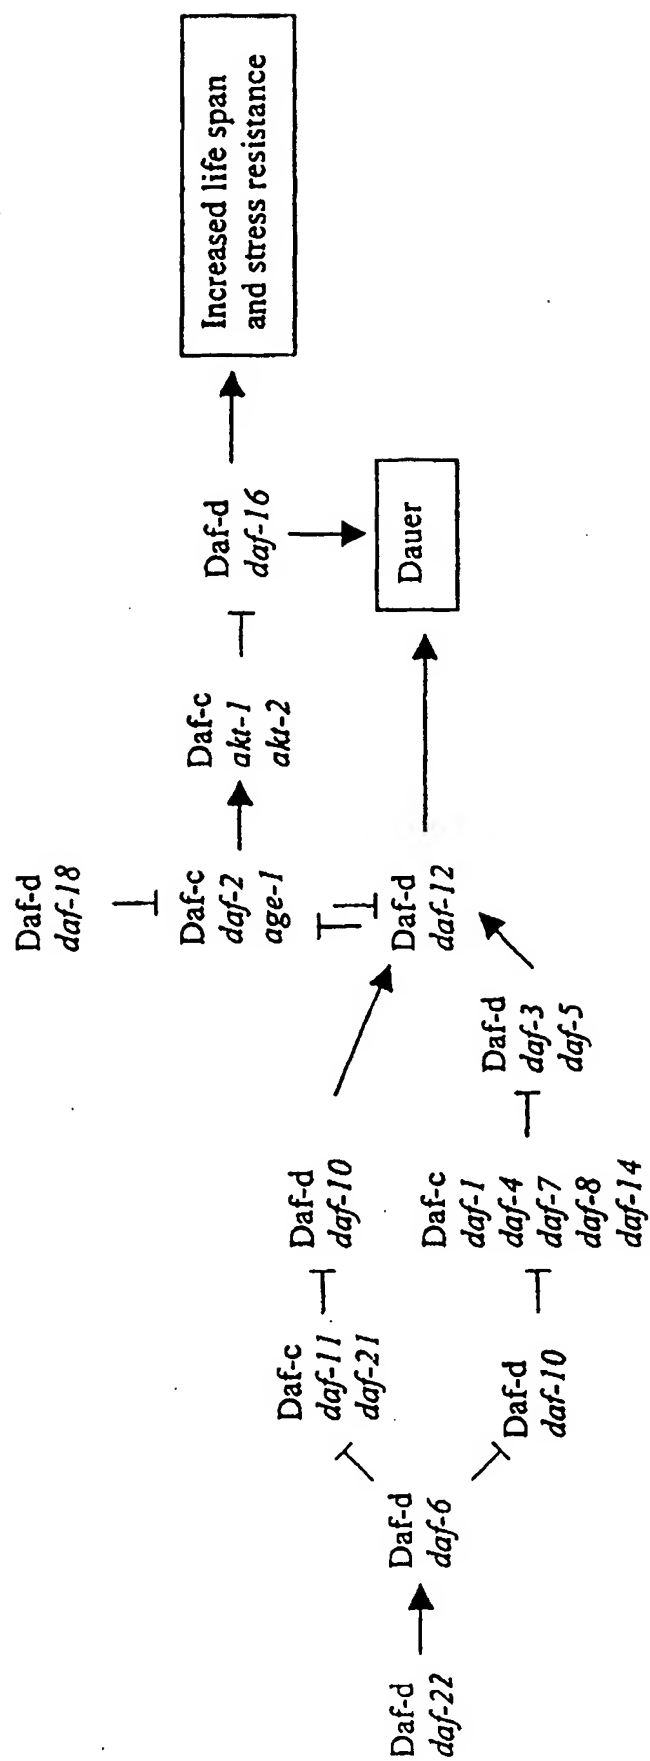 Daf-d
daf-22
Daf-d
daf-6
Daf-c
daf-11
daf-21
Daf-d
daf-10
Daf-d
daf-10
Daf-c
daf-1
daf-4
daf-7
daf-8
daf-14
Daf-d
daf-3
daf-5
Daf-d
daf-18
Daf-c
daf-2
age-1
Daf-d
daf-12
Daf-c
akt-1
akt-2
Daf-d
daf-16
Dauer
Increased life span
and stress resistance